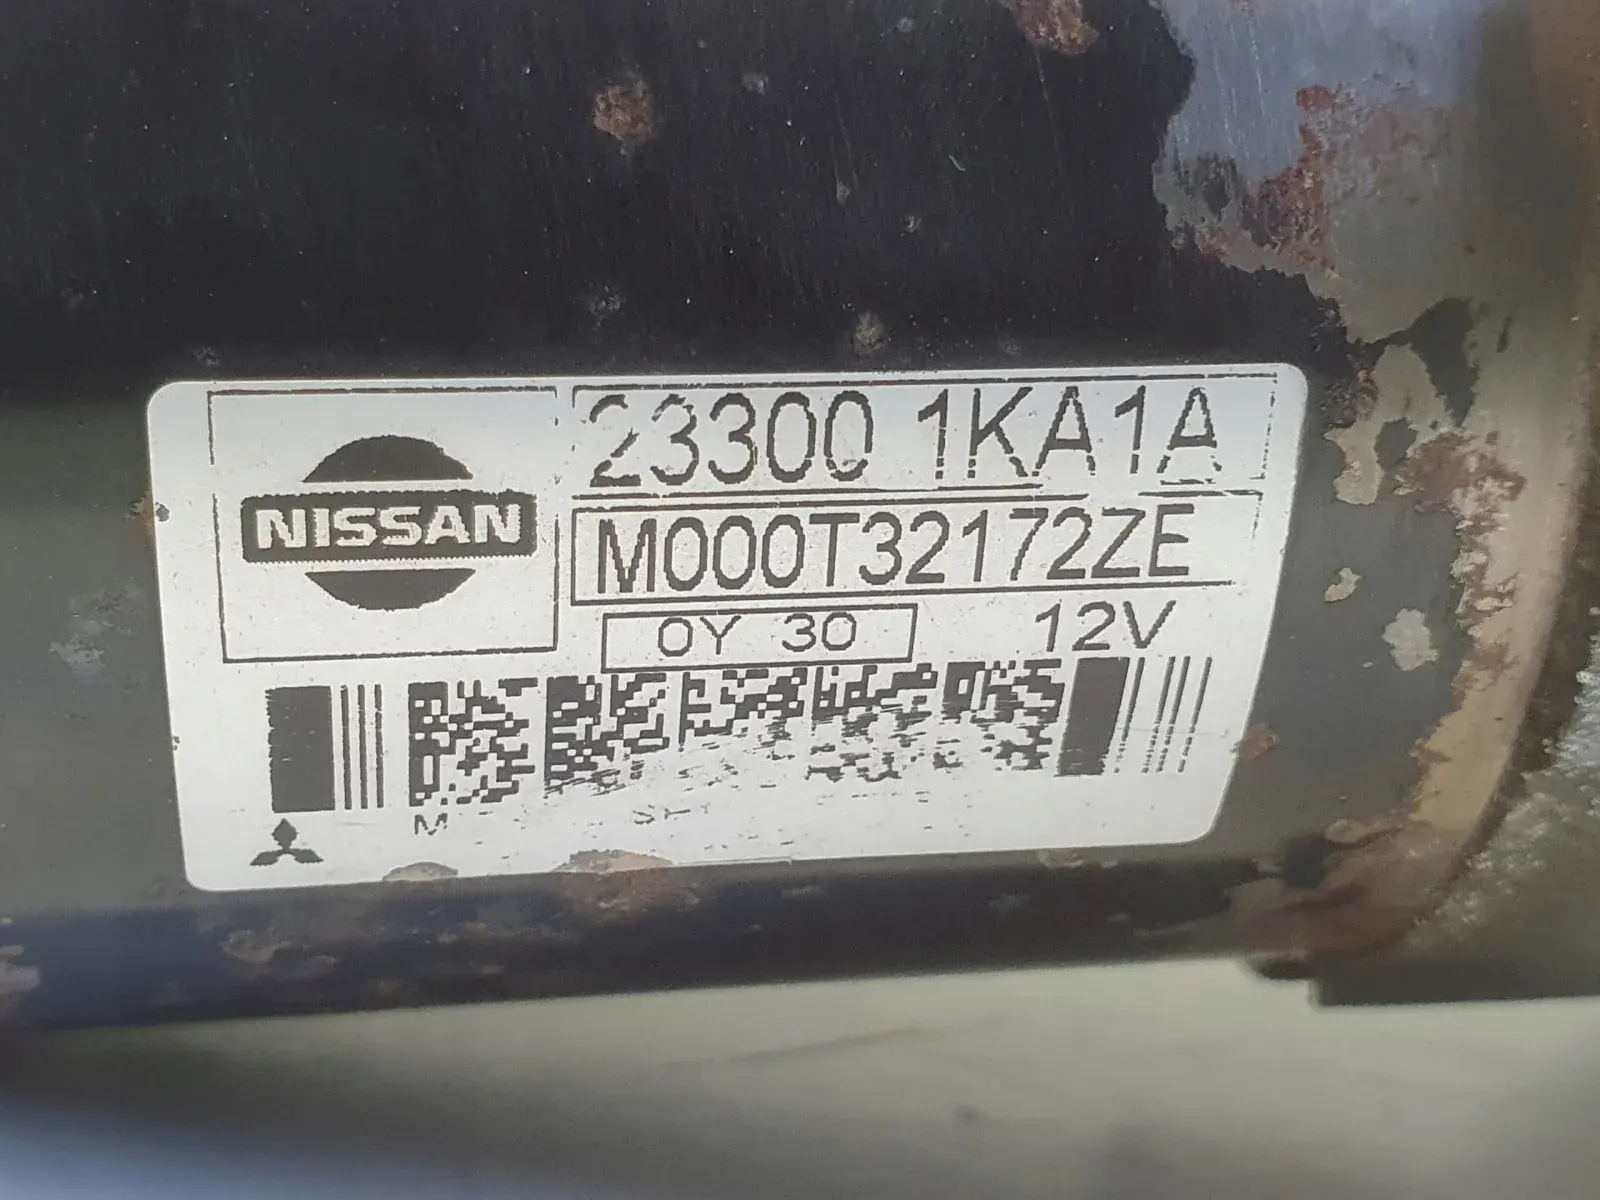 NISSAN
23300 1KA1A
M000T32172ZE
0Y 30
12V
M